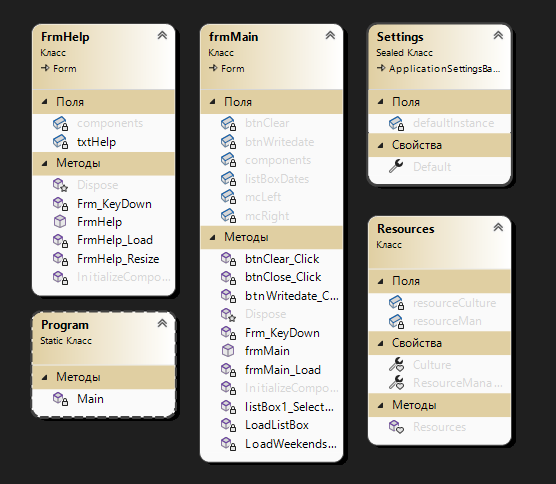 FrmHelp
Класс
Form
Поля
components
txtHelp
Методы
Dispose
Frm_KeyDown
FrmHelp
FrmHelp_Load
FrmHelp_Resize
InitializeCompo...
Program
Static Класс
Методы
Main
frmMain
Класс
Form
Поля
btnClear
btnWritedate
components
listBoxDates
mcLeft
mcRight
Методы
btnClear_Click
btnClose_Click
btnWritedate_C...
Dispose
Frm_KeyDown
frmMain
frmMain_Load
InitializeCompo...
listBox1_Select...
LoadListBox
LoadWeekends...
Settings
Sealed Класс
ApplicationSettingsBa...
Поля
defaultInstance
Свойства
Default
Resources
Класс
Поля
resourceCulture
resourceMan
Свойства
Culture
ResourceMana...
Методы
Resources